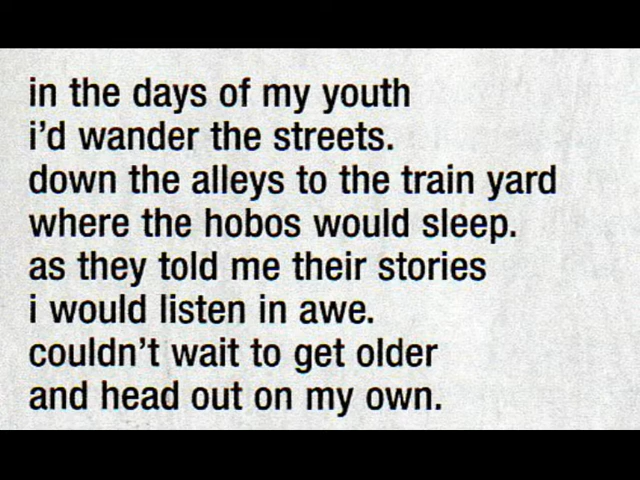 in the days of my youth
i'd wander the streets.
down the alleys to the train yard
where the hobos would sleep.
as they told me their stories
i would listen in awe.
couldn't wait to get older
and head out on my own.